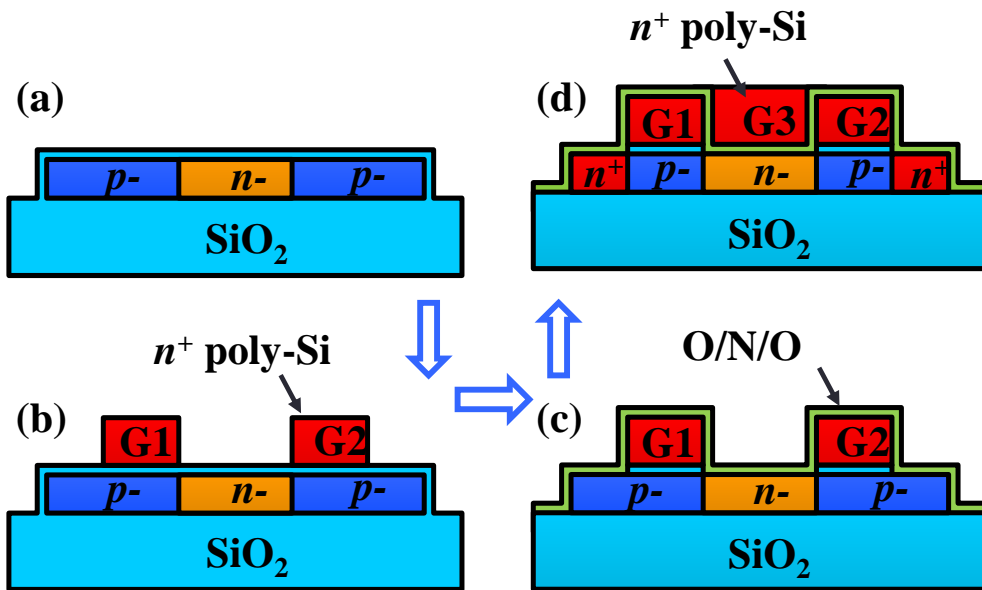 (a)
p- n- p-
SiO₂
n⁺ poly-Si
(b)
G1 G2
p- n- p-
SiO₂
n⁺ poly-Si
(d)
G1 G3 G2
n⁺ p- n- p- n⁺
SiO₂
O/N/O
(c)
G1 G2
p- n- p-
SiO₂